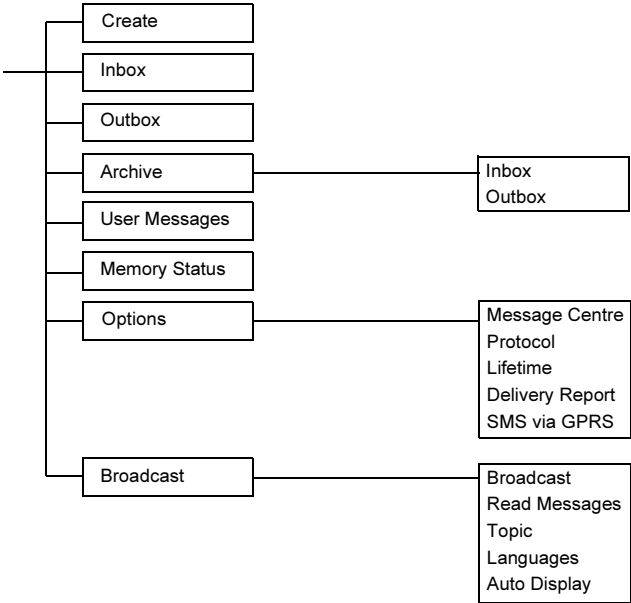 Create
Inbox
Outbox
Archive
Inbox
Outbox
User Messages
Memory Status
Options
Message Centre
Protocol
Lifetime
Delivery Report
SMS via GPRS
Broadcast
Broadcast
Read Messages
Topic
Languages
Auto Display